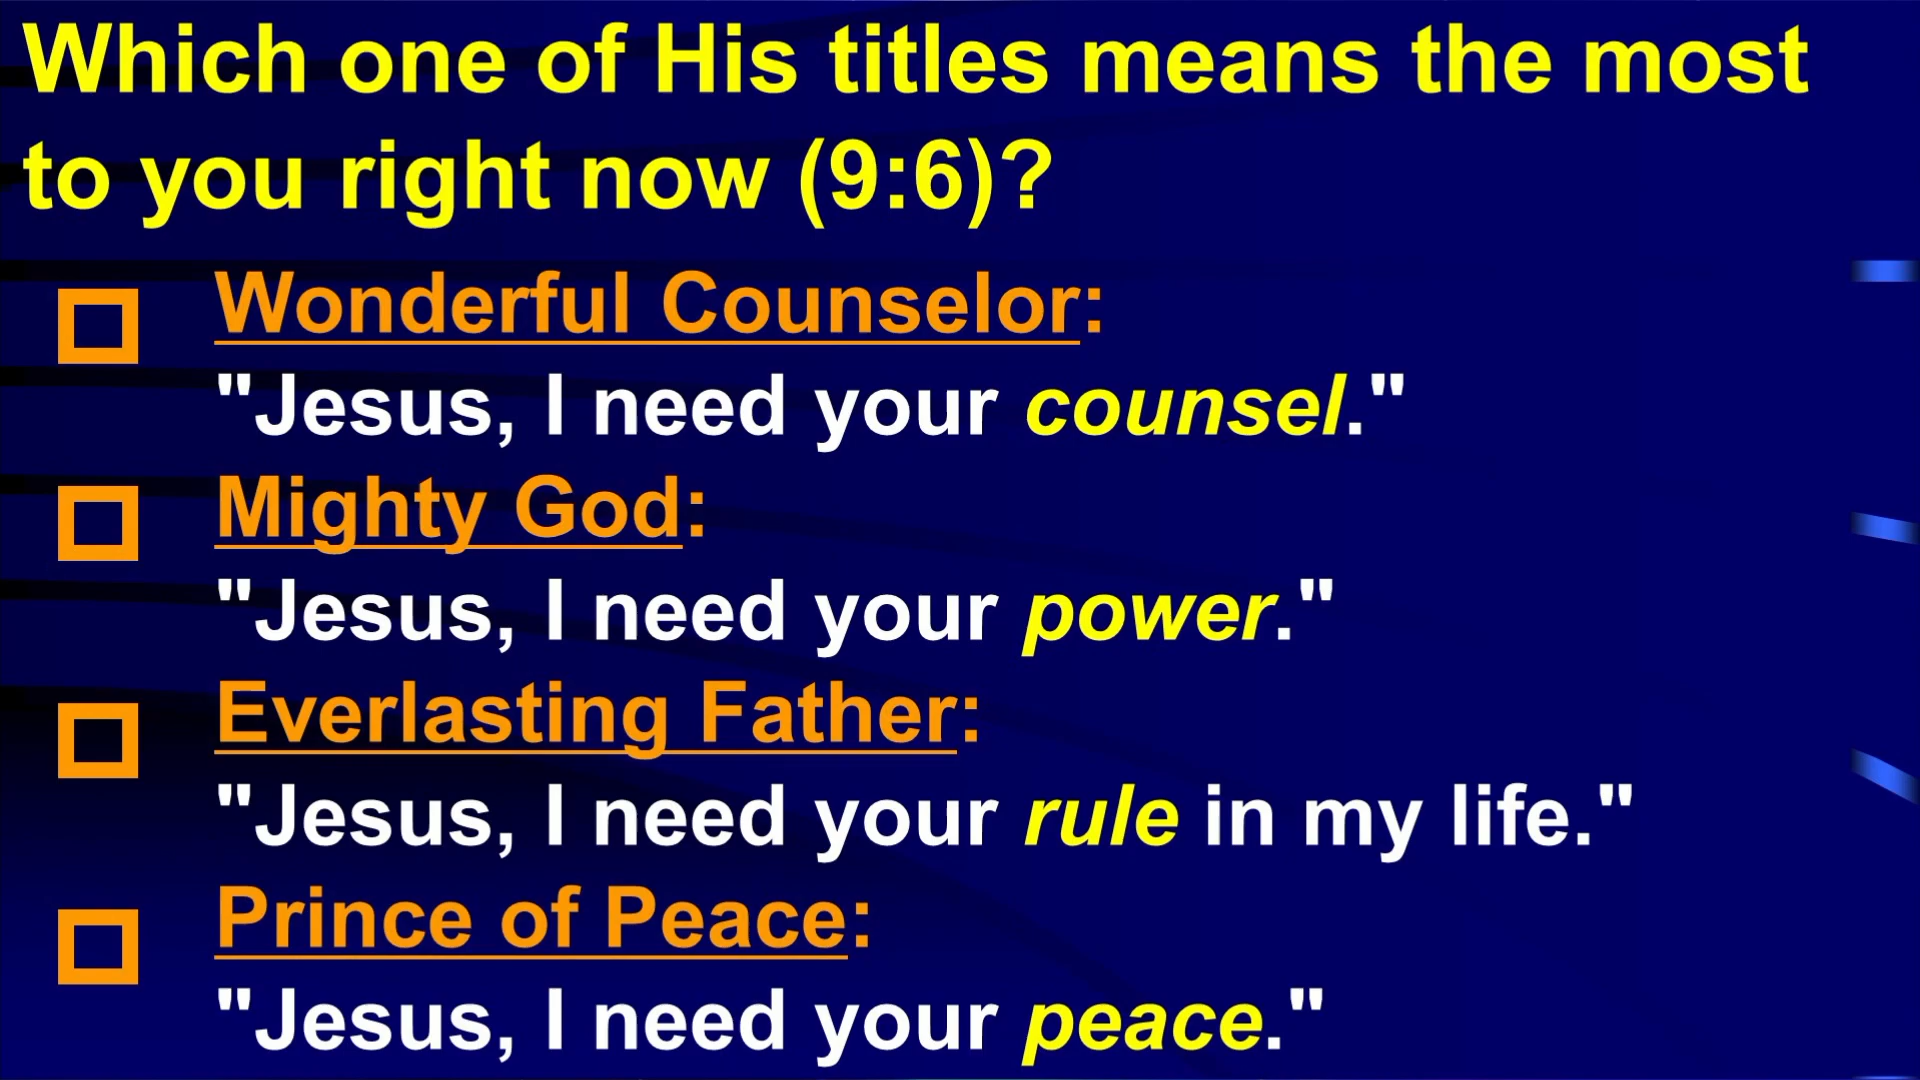 Which one of His titles means the most
to you right now (9:6)?
Wonderful Counselor:
"Jesus, I need your counsel."
Mighty God:
"Jesus, I need your power."
Everlasting Father:
"Jesus, I need your rule in my life."
Prince of Peace:
"Jesus, I need your peace."